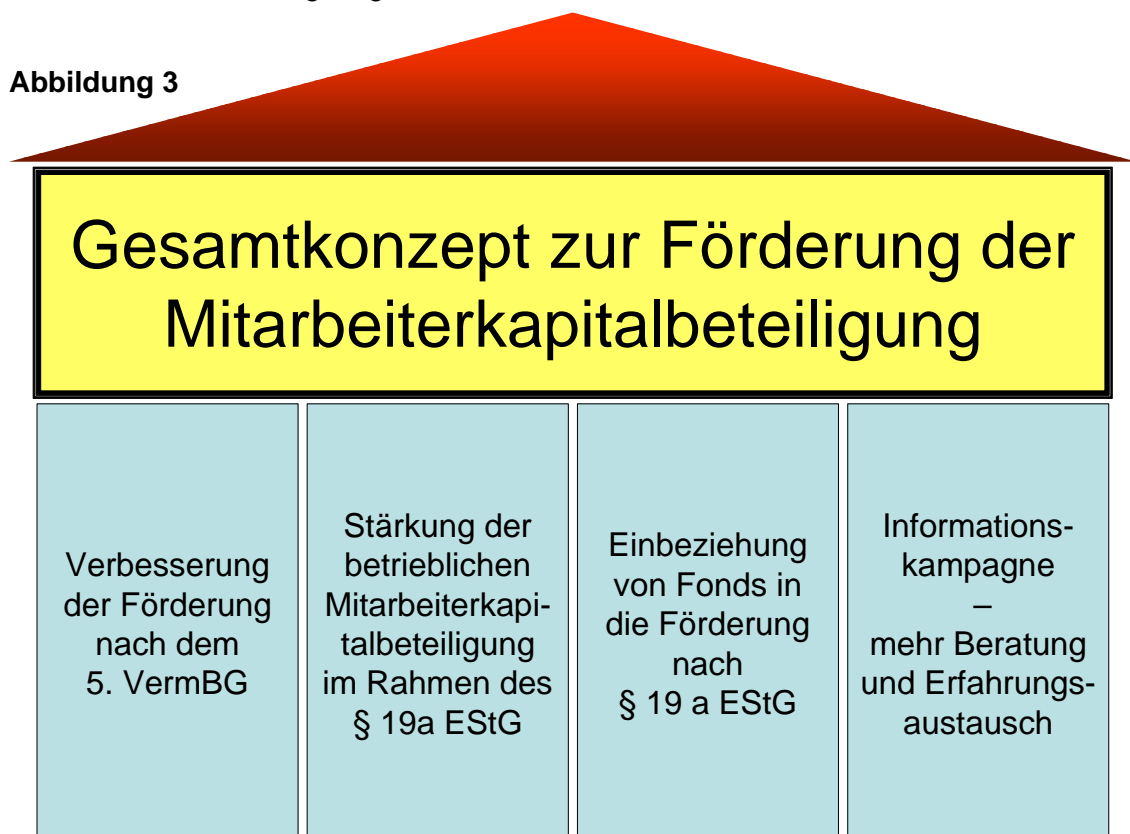 Abbildung 3
Gesamtkonzept zur Förderung der
Mitarbeiterkapitalbeteiligung
Verbesserung
der Förderung
nach dem
5. VermBG
Stärkung der
betrieblichen
Mitarbeiterkapi-
talbeteiligung
im Rahmen des
§ 19a EStG
Einbeziehung
von Fonds in
die Förderung
nach
§ 19 a EStG
Informations-
kampagne
–
mehr Beratung
und Erfahrungs-
austausch